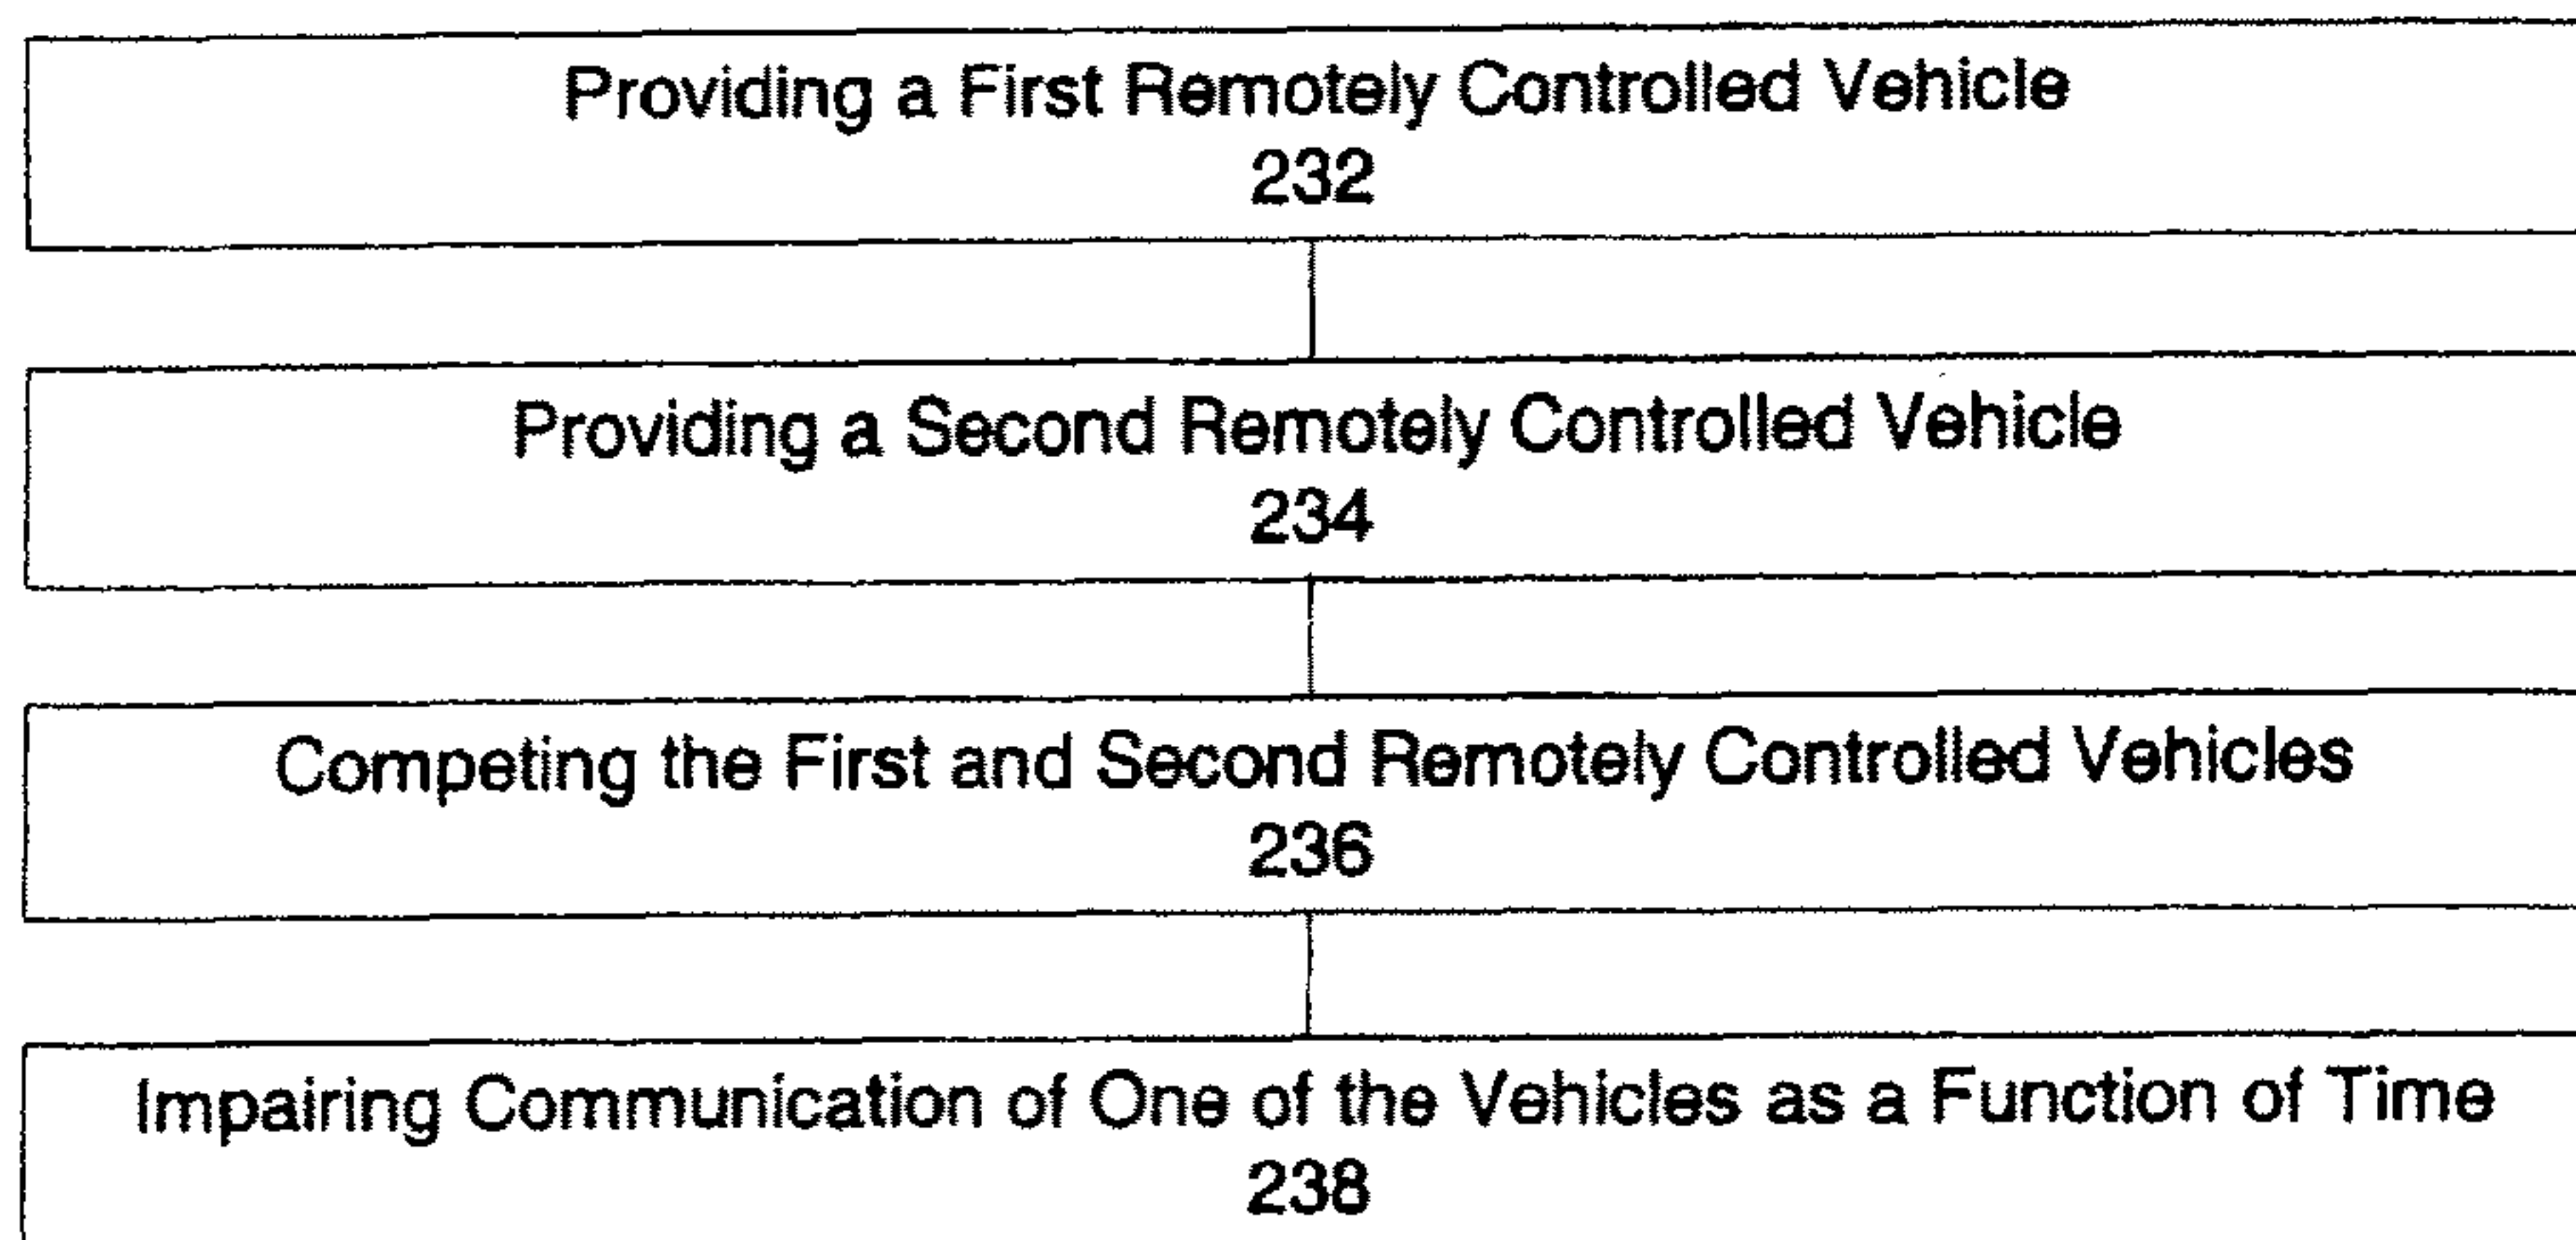 Providing a First Remotely Controlled Vehicle
232
Providing a Second Remotely Controlled Vehicle
234
Competing the First and Second Remotely Controlled Vehicles
236
Impairing Communication of One of the Vehicles as a Function of Time
238